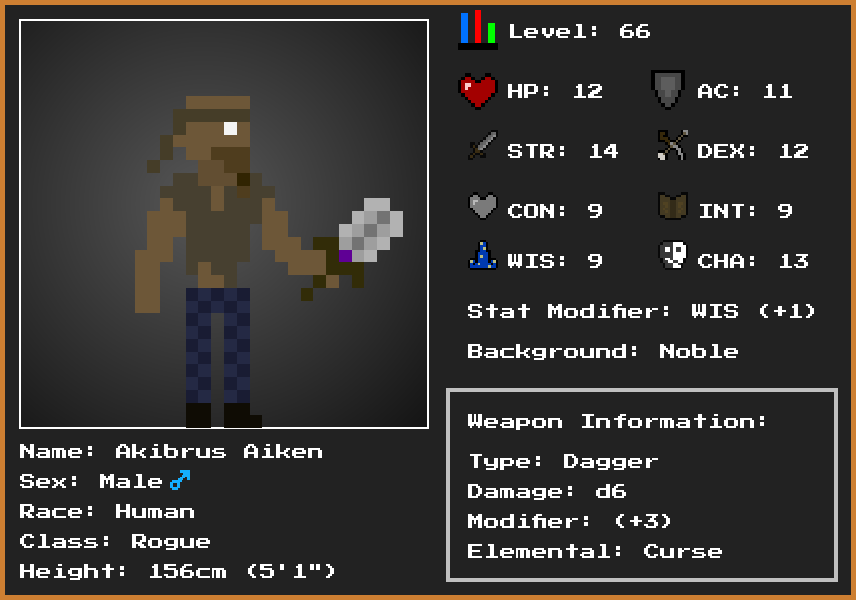 Level: 66
HP: 12
AC: 11
STR: 14
DEX: 12
CON: 9
INT: 9
WIS: 9
CHA: 13
Stat Modifier: WIS (+1)
Background: Noble
Weapon Information:
Type: Dagger
Damage: d6
Modifier: (+3)
Elemental: Curse
Name: Akibrus Aiken
Sex: Male♂
Race: Human
Class: Rogue
Height: 156cm (5'1")